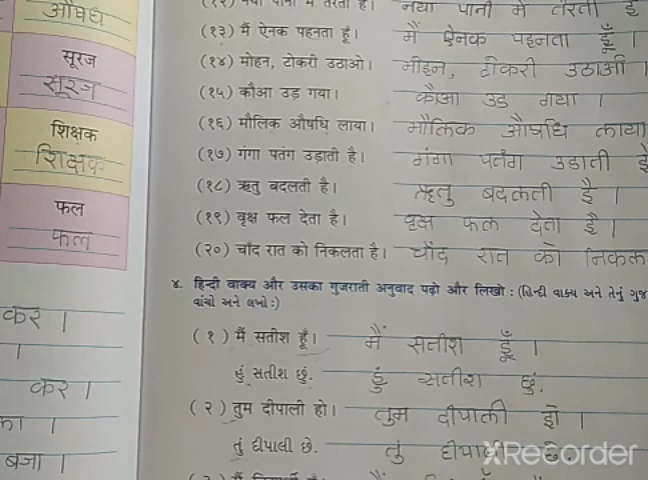 औषधि
सूरज
सूरज
शिक्षक
शिक्षक
फल
फल
कर ।
।
कर ।
का ।
बजा ।
(१३) मैं ऐनक पहनता हूँ। मैं ऐनक पहनता हूँ ।
(१४) मोहन, टोकरी उठाओ। मोहन, टोकरी उठाओ ।
(१५) कौआ उड़ गया। कौआ उड गया ।
(१६) मौलिक औषधि लाया। मौलिक औषधि लाया
(१७) गंगा पतंग उड़ाती है। गंगा पतंग उडाती है
(१८) ऋतु बदलती है। ऋतु बदलती है ।
(१९) वृक्ष फल देता है। वृक्ष फल देता है ।
(२०) चाँद रात को निकलता है। चाँद रात को निकल
४. हिन्दी वाक्य और उसका गुजराती अनुवाद पढ़ो और लिखो : (હિન્દી વાક્ય અને તેનું ગુજ
વાંચો અને લખો :)
(१) मैं सतीश हूँ। मैं सतीश हूँ ।
હું સતીશ છું. હું સતીશ છું.
(२) तुम दीपाली हो। तुम दीपाली हो ।
તું દીપાલી છે. તું દીપાલી છે.
XRecorder